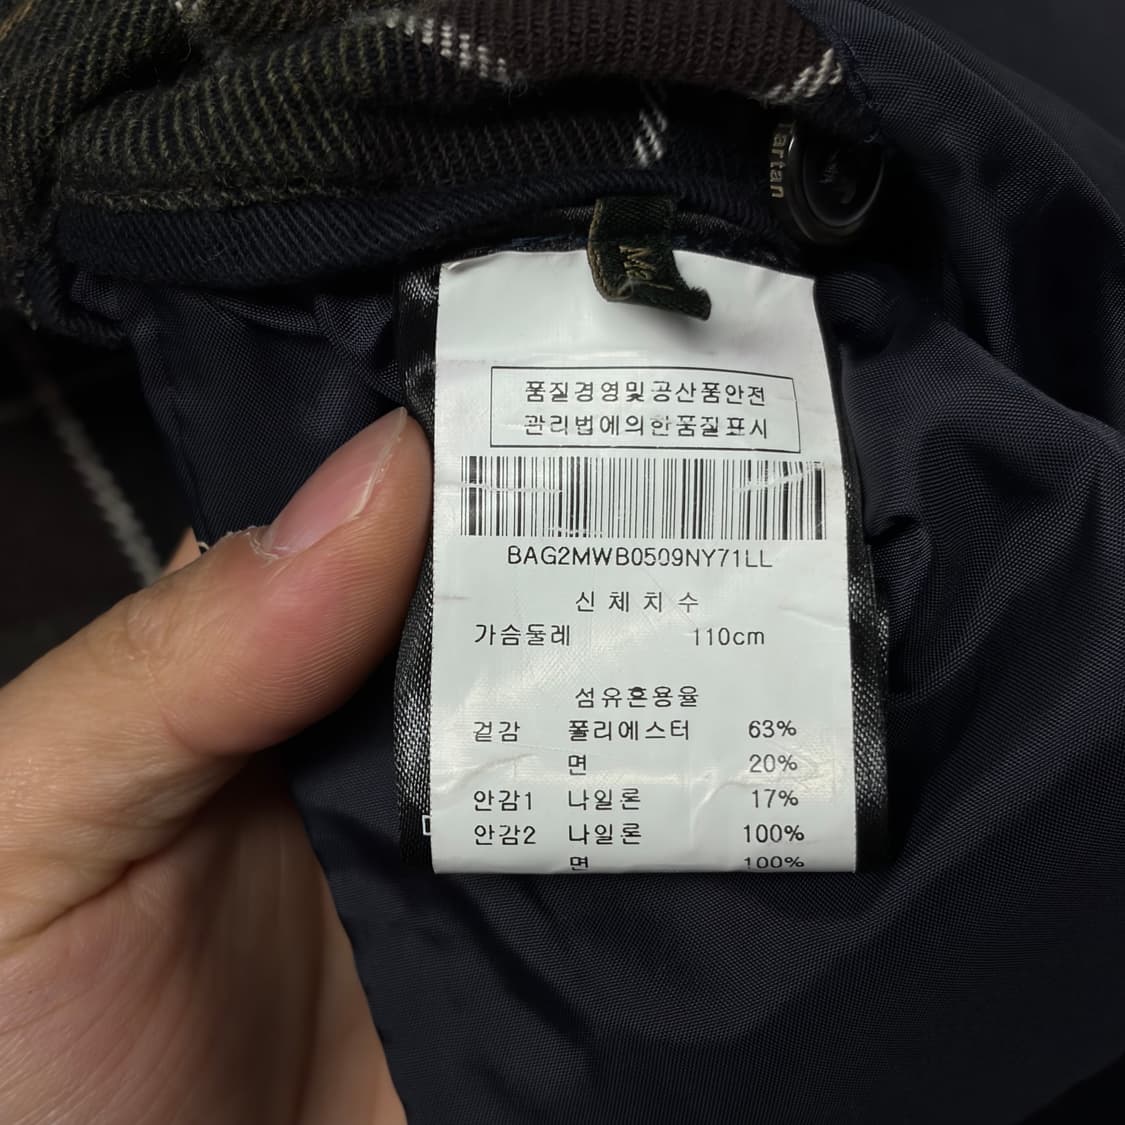 artan
Mal
품질경영및공산품안전
관리법에의한품질표시
BAG2MWB0509NY71LL
신체치수
가슴둘레 110cm
섬유혼용율
겉감 폴리에스터 63%
면 20%
안감1 나일론 17%
안감2 나일론 100%
면 100%